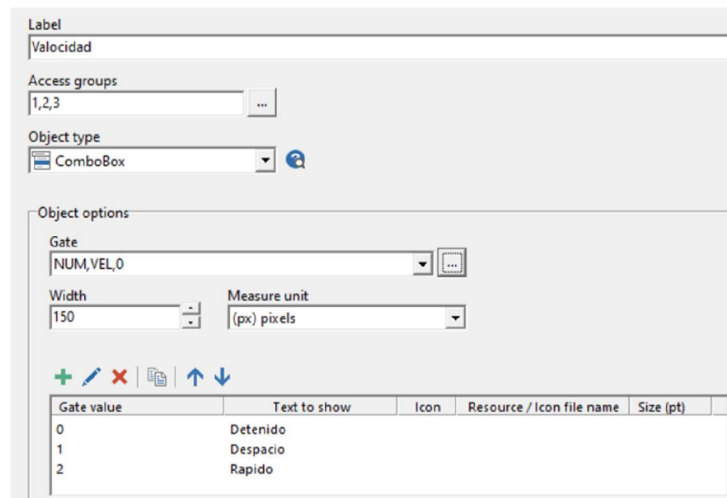 Label
Valocidad
Access groups
1,2,3 ...
Object type
ComboBox
Object options
Gate
NUM,VEL,0 ...
Width Measure unit
150 (px) pixels
Gate value Text to show Icon Resource / Icon file name Size (pt)
0 Detenido
1 Despacio
2 Rapido